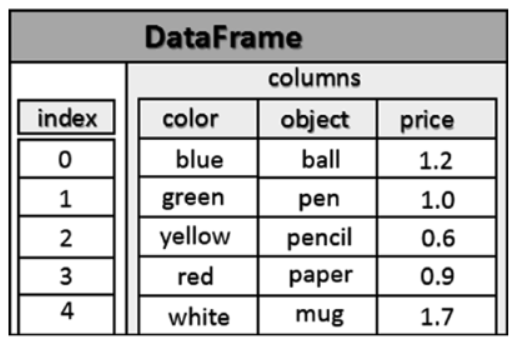 DataFrame
columns
index color object price
0 blue ball 1.2
1 green pen 1.0
2 yellow pencil 0.6
3 red paper 0.9
4 white mug 1.7